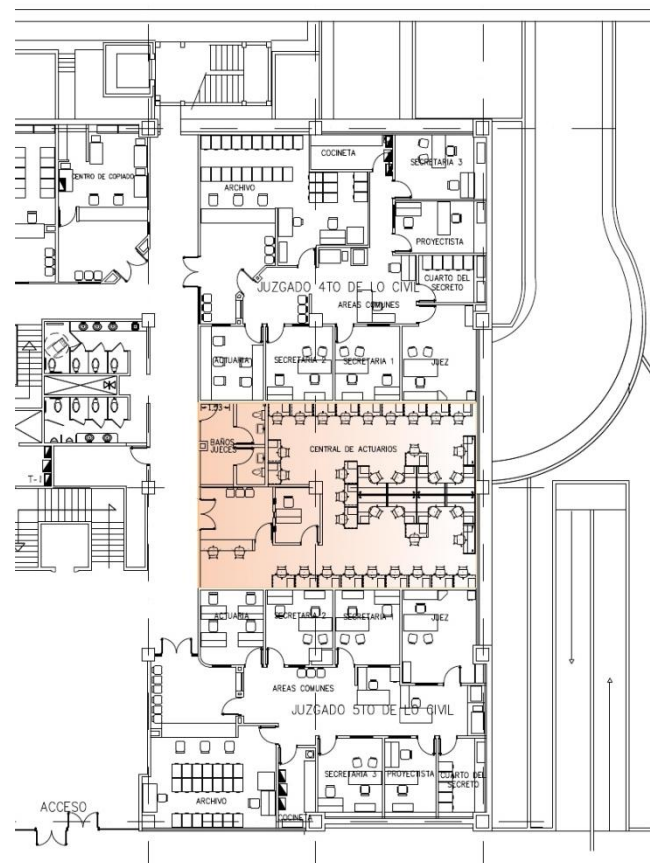 COCINETA
SECRETARIA 3
CENTRO DE COPIADO
ARCHIVO
PROYECTISTA
CUARTO DEL
SECRETO
JUZGADO 4TO DE LO CIVIL
AREAS COMUNES
ACTUARIA
SECRETARIA 2
SECRETARIA 1
JUEZ
1.53
BAÑOS
JUECES
CENTRAL DE ACTUARIOS
T-1
ACTUARIA
SECRETARIA 2
SECRETARIA 1
JUEZ
AREAS COMUNES
JUZGADO 5TO DE LO CIVIL
SECRETARIA 3
PROYECTISTA
CUARTO DEL
SECRETO
ARCHIVO
ACCESO
COCINETA